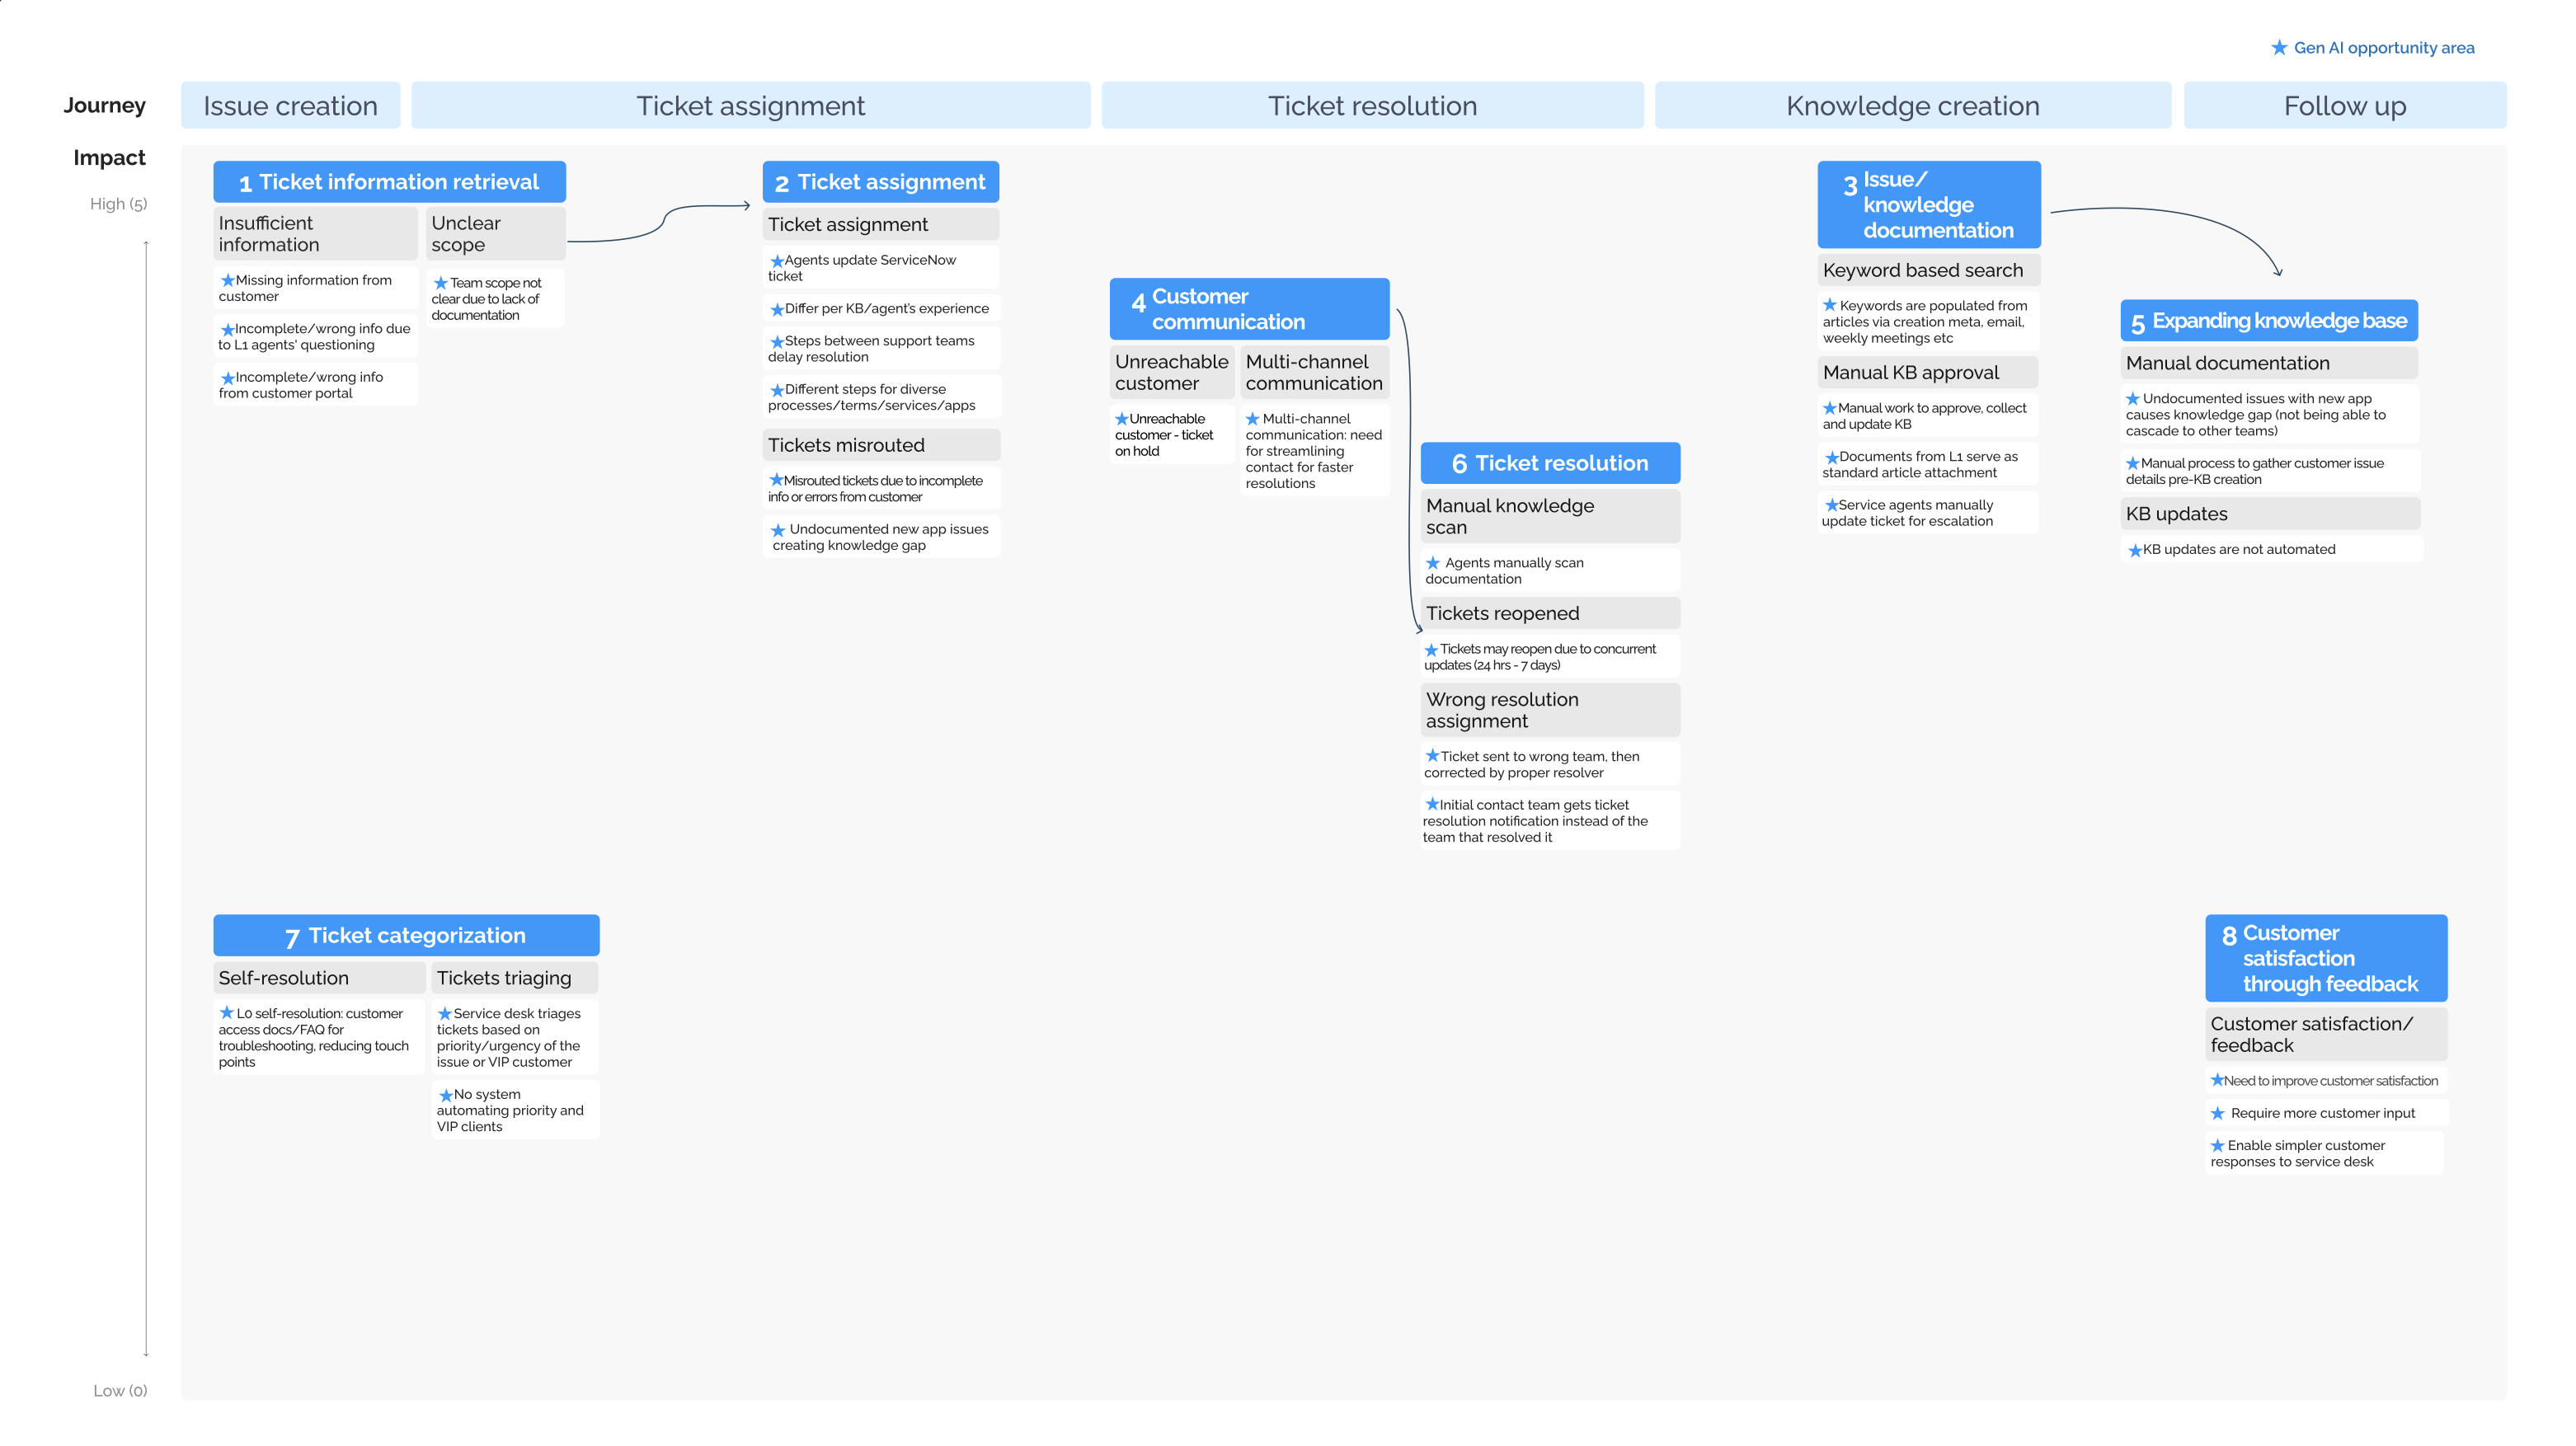 Gen AI opportunity area
Journey
Issue creation
Ticket assignment
Ticket resolution
Knowledge creation
Follow up
Impact
High (5)
Low (0)
1 Ticket information retrieval
Insufficient
information
Missing information from
customer
Incomplete/wrong info due
to L1 agents' questioning
Incomplete/wrong info
from customer portal
Unclear
scope
Team scope not
clear due to lack of
documentation
2 Ticket assignment
Ticket assignment
Agents update ServiceNow
ticket
Differ per KB/agent's experience
Steps between support teams
delay resolution
Different steps for diverse
processes/terms/services/apps
Tickets misrouted
Misrouted tickets due to incomplete
info or errors from customer
Undocumented new app issues
creating knowledge gap
4 Customer
communication
Unreachable
customer
Unreachable
customer - ticket
on hold
Multi-channel
communication
Multi-channel
communication: need
for streamlining
contact for faster
resolutions
6 Ticket resolution
Manual knowledge
scan
Agents manually scan
documentation
Tickets reopened
Tickets may reopen due to concurrent
updates (24 hrs - 7 days)
Wrong resolution
assignment
Ticket sent to wrong team, then
corrected by proper resolver
Initial contact team gets ticket
resolution notification instead of the
team that resolved it
3 Issue/
knowledge
documentation
Keyword based search
Keywords are populated from
articles via creation meta, email,
weekly meetings etc
Manual KB approval
Manual work to approve, collect
and update KB
Documents from L1 serve as
standard article attachment
Service agents manually
update ticket for escalation
5 Expanding knowledge base
Manual documentation
Undocumented issues with new app
causes knowledge gap (not being able to
cascade to other teams)
Manual process to gather customer issue
details pre-KB creation
KB updates
KB updates are not automated
7 Ticket categorization
Self-resolution
L0 self-resolution: customer
access docs/FAQ for
troubleshooting, reducing touch
points
Tickets triaging
Service desk triages
tickets based on
priority/urgency of the
issue or VIP customer
No system
automating priority and
VIP clients
8 Customer
satisfaction
through feedback
Customer satisfaction/
feedback
Need to improve customer satisfaction
Require more customer input
Enable simpler customer
responses to service desk